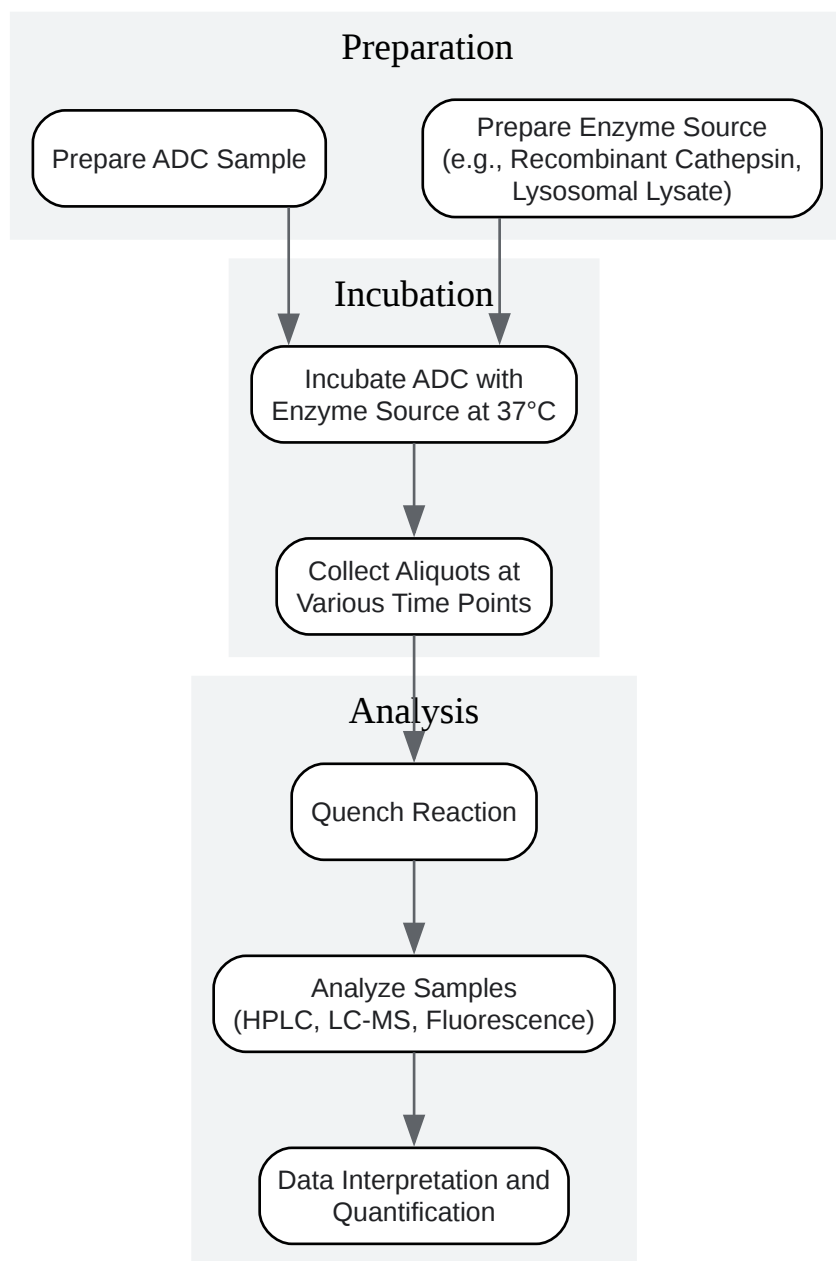 Preparation
Prepare ADC Sample
Prepare Enzyme Source
(e.g., Recombinant Cathepsin,
Lysosomal Lysate)
Incubation
Incubate ADC with
Enzyme Source at 37°C
Collect Aliquots at
Various Time Points
Analysis
Quench Reaction
Analyze Samples
(HPLC, LC-MS, Fluorescence)
Data Interpretation and
Quantification